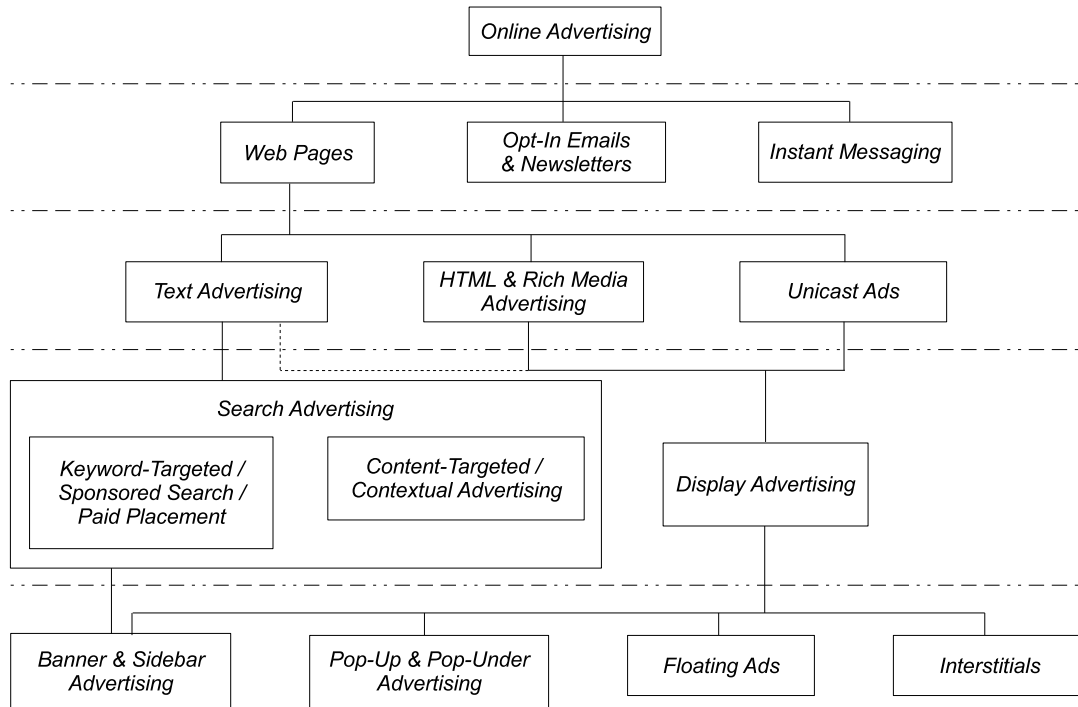 Online Advertising
Web Pages
Opt-In Emails
& Newsletters
Instant Messaging
Text Advertising
HTML & Rich Media
Advertising
Unicast Ads
Search Advertising
Keyword-Targeted /
Sponsored Search /
Paid Placement
Content-Targeted /
Contextual Advertising
Display Advertising
Banner & Sidebar
Advertising
Pop-Up & Pop-Under
Advertising
Floating Ads
Interstitials